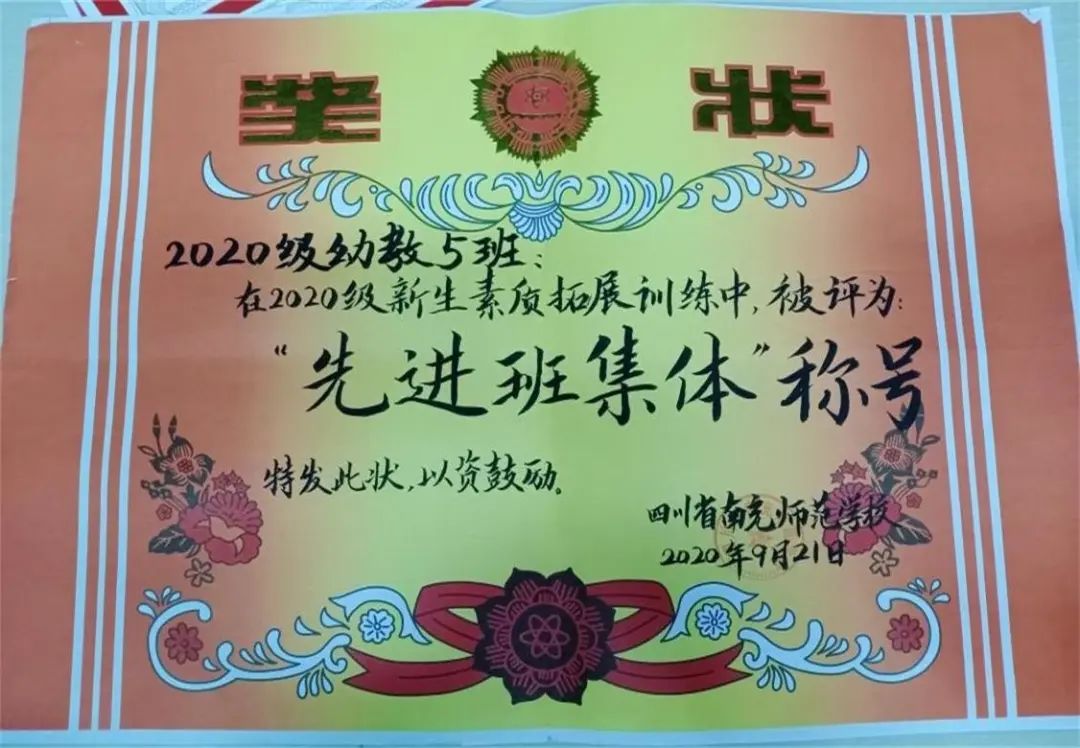 奖状
2020级幼教5班:
在2020级新生素质拓展训练中,被评为:
“先进班集体”称号
特发此状,以资鼓励。
四川省南充师范学校
2020年9月21日